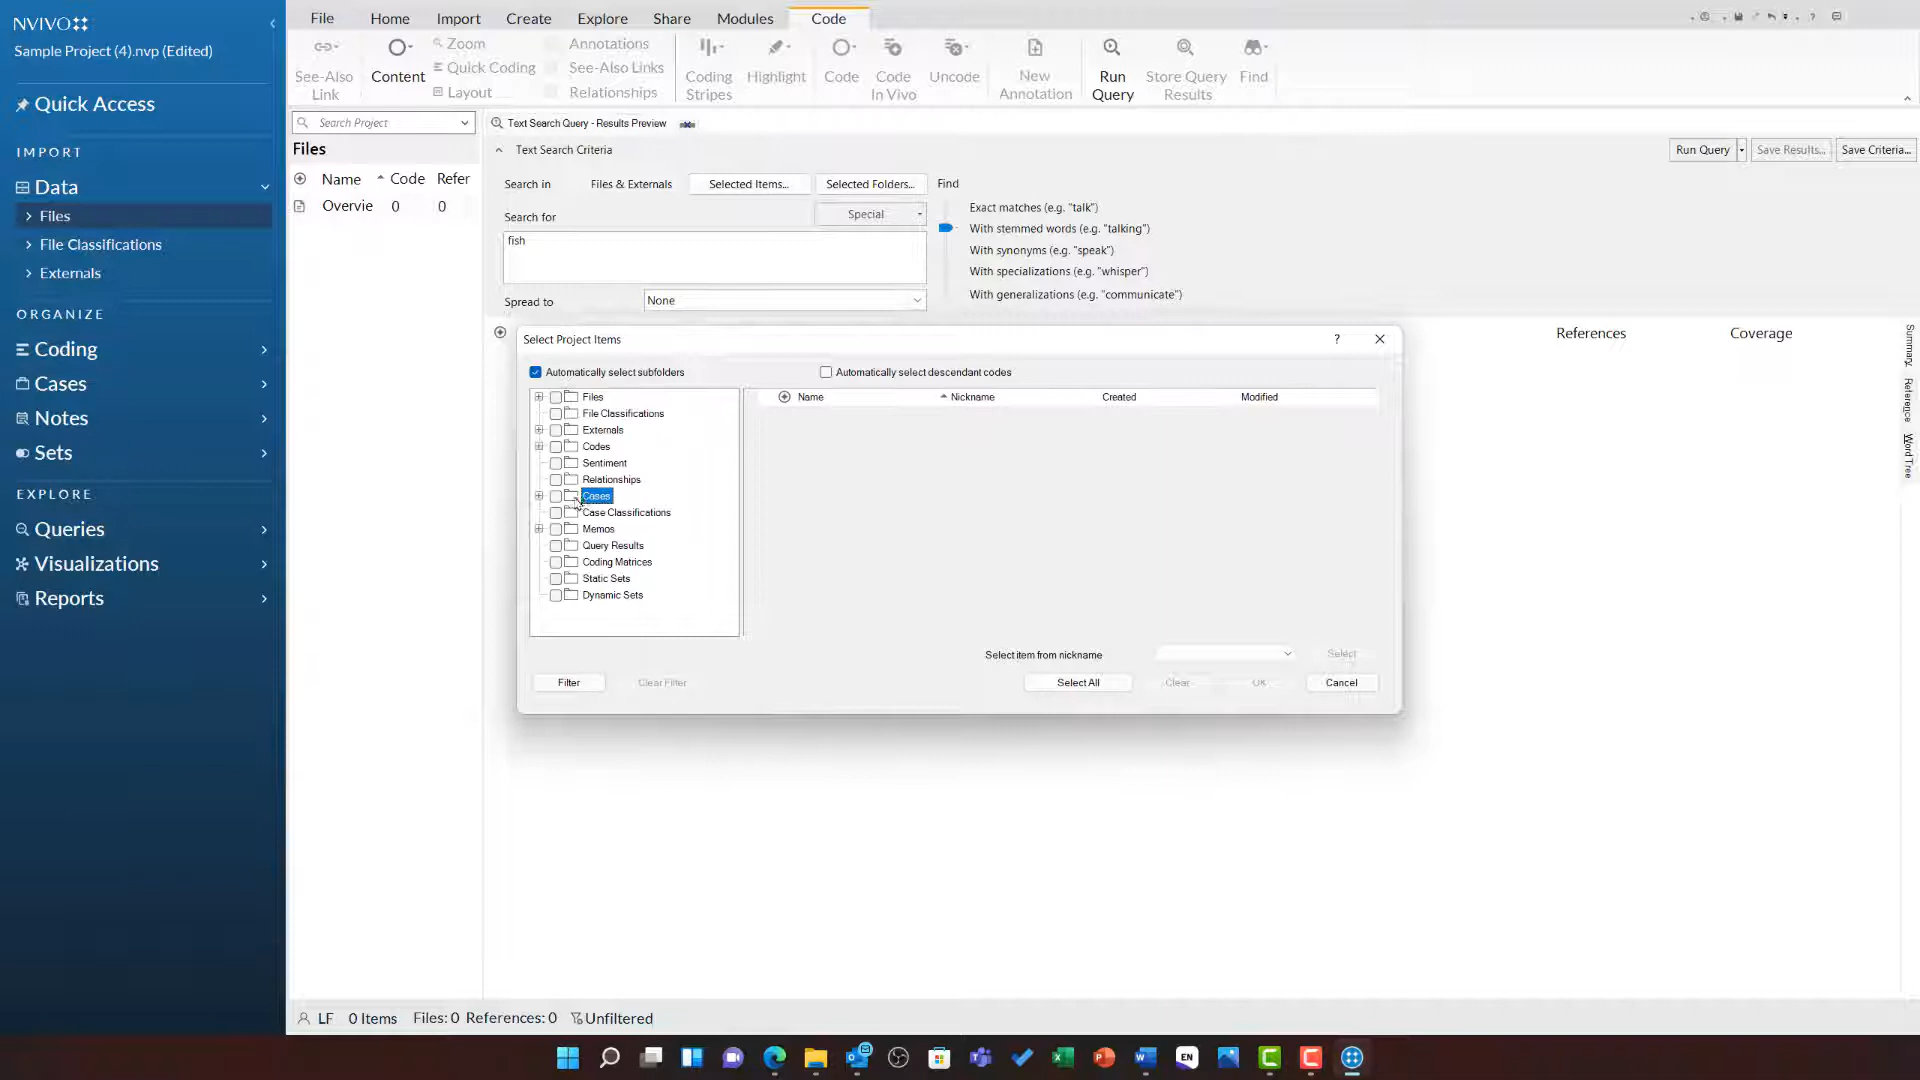 NVIVO
Sample Project (4).nvp (Edited)
Quick Access
IMPORT
Data
Files
File Classifications
Externals
ORGANIZE
Coding
Cases
Notes
Sets
EXPLORE
Queries
Visualizations
Reports
File Home Import Create Explore Share Modules Code
See-Also Link
Content
Zoom
Quick Coding
Layout
Annotations
See-Also Links
Relationships
Coding Stripes
Highlight
Code
Code In Vivo
Uncode
New Annotation
Run Query
Store Query Results
Find
Search Project
Files
Name Code Refer
Overvie 0 0
Text Search Query - Results Preview
Text Search Criteria
Run Query Save Results... Save Criteria...
Search in Files & Externals Selected Items... Selected Folders... Find
Search for Special
fish
Spread to None
Exact matches (e.g. "talk")
With stemmed words (e.g. "talking")
With synonyms (e.g. "speak")
With specializations (e.g. "whisper")
With generalizations (e.g. "communicate")
References Coverage
Summary
Reference
Word Tree
Select Project Items ?
Automatically select subfolders Automatically select descendant codes
Files
File Classifications
Externals
Codes
Sentiment
Relationships
Cases
Case Classifications
Memos
Query Results
Coding Matrices
Static Sets
Dynamic Sets
Name Nickname Created Modified
Select item from nickname Select
Filter Clear Filter Select All Clear OK Cancel
LF 0 Items Files: 0 References: 0 Unfiltered
EN